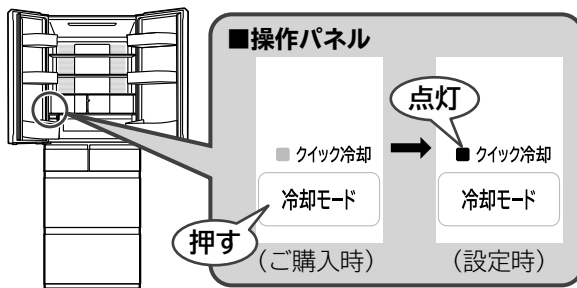 ■操作パネル
点灯
クイック冷却
クイック冷却
冷却モード
冷却モード
押す
（ご購入時）
（設定時）